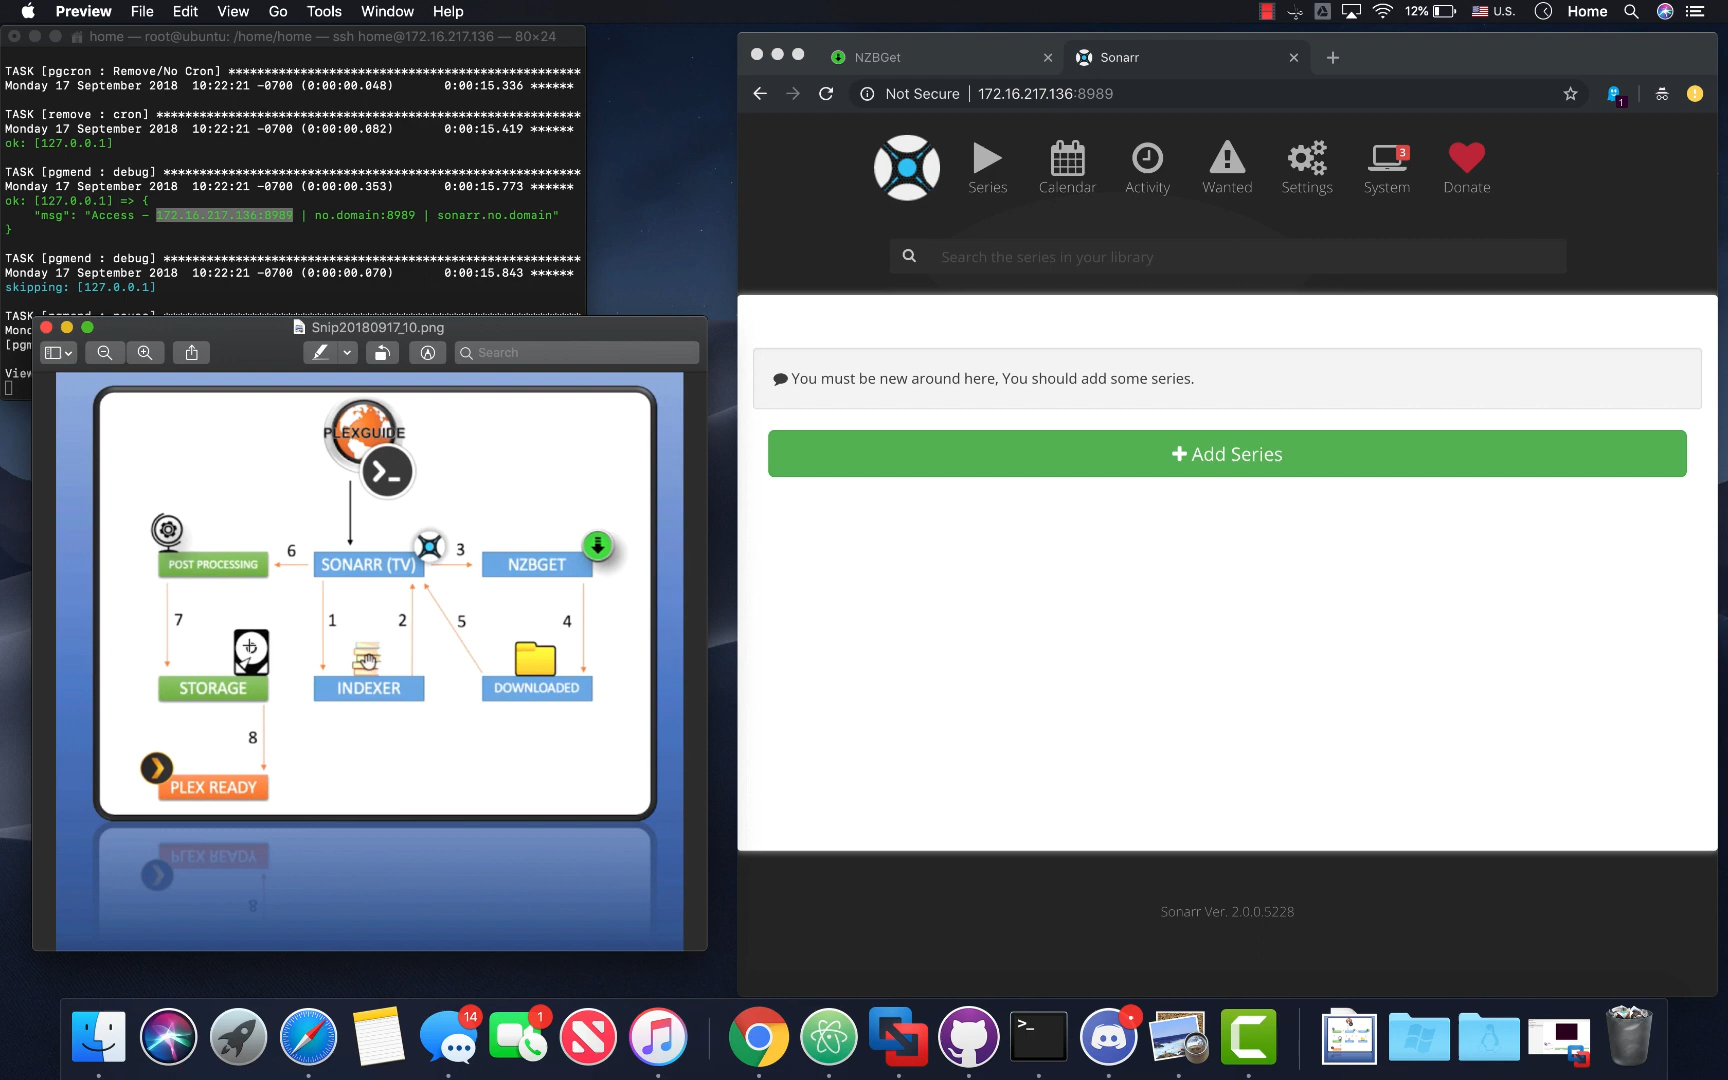 Preview File Edit View Go Tools Window Help
12% U.S. Home
home — root@ubuntu: /home/home — ssh home@172.16.217.136 — 80×24
TASK [pgcron : Remove/No Cron] ***********************************************
Monday 17 September 2018 10:22:21 -0700 (0:00:00.048) 0:00:15.336 ******
TASK [remove : cron] *********************************************************
Monday 17 September 2018 10:22:21 -0700 (0:00:00.082) 0:00:15.419 ******
ok: [127.0.0.1]
TASK [pgmend : debug] ********************************************************
Monday 17 September 2018 10:22:21 -0700 (0:00:00.353) 0:00:15.773 ******
ok: [127.0.0.1] => {
"msg": "Access - 172.16.217.136:8989 | no.domain:8989 | sonarr.no.domain"
}
TASK [pgmend : debug] ********************************************************
Monday 17 September 2018 10:22:21 -0700 (0:00:00.070) 0:00:15.843 ******
skipping: [127.0.0.1]
Snip20180917_10.png
Search
PLEXGUIDE
>_
POST PROCESSING
6
SONARR (TV)
3
NZBGET
7
1
2
5
4
STORAGE
INDEXER
DOWNLOADED
8
PLEX READY
PLEX READY
8
NZBGet
Sonarr
Not Secure | 172.16.217.136:8989
1
Series
Calendar
Activity
Wanted
Settings
3
System
Donate
Search the series in your library
You must be new around here, You should add some series.
Add Series
Sonarr Ver. 2.0.0.5228
14
1
>_